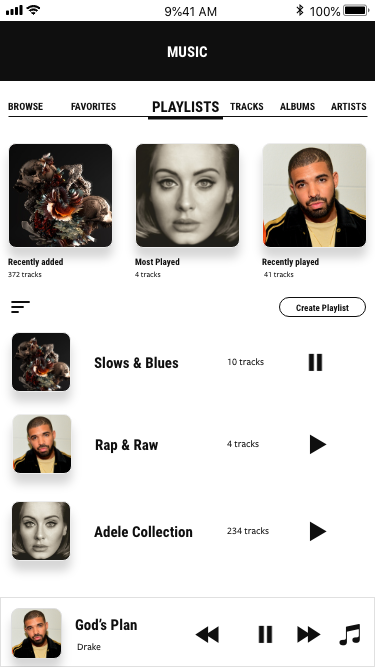 9%41 AM 100%
MUSIC
BROWSE FAVORITES PLAYLISTS TRACKS ALBUMS ARTISTS
Recently added Most Played Recently played
372 tracks 4 tracks 41 tracks
Create Playlist
Slows & Blues 10 tracks
Rap & Raw 4 tracks
Adele Collection 234 tracks
God's Plan
Drake